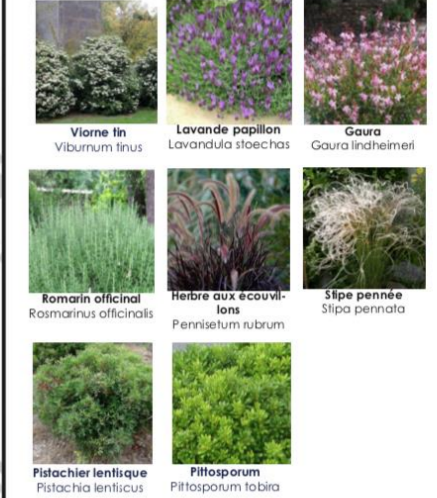 Viorne tin
Viburnum tinus
Lavande papillon
Lavandula stoechas
Gaura
Gaura lindheimeri
Romarin officinal
Rosmarinus officinalis
Herbre aux écouvil-
lons
Pennisetum rubrum
Stipe pennée
Stipa pennata
Pistachier lentisque
Pistachia lentiscus
Pittosporum
Pittosporum tobira